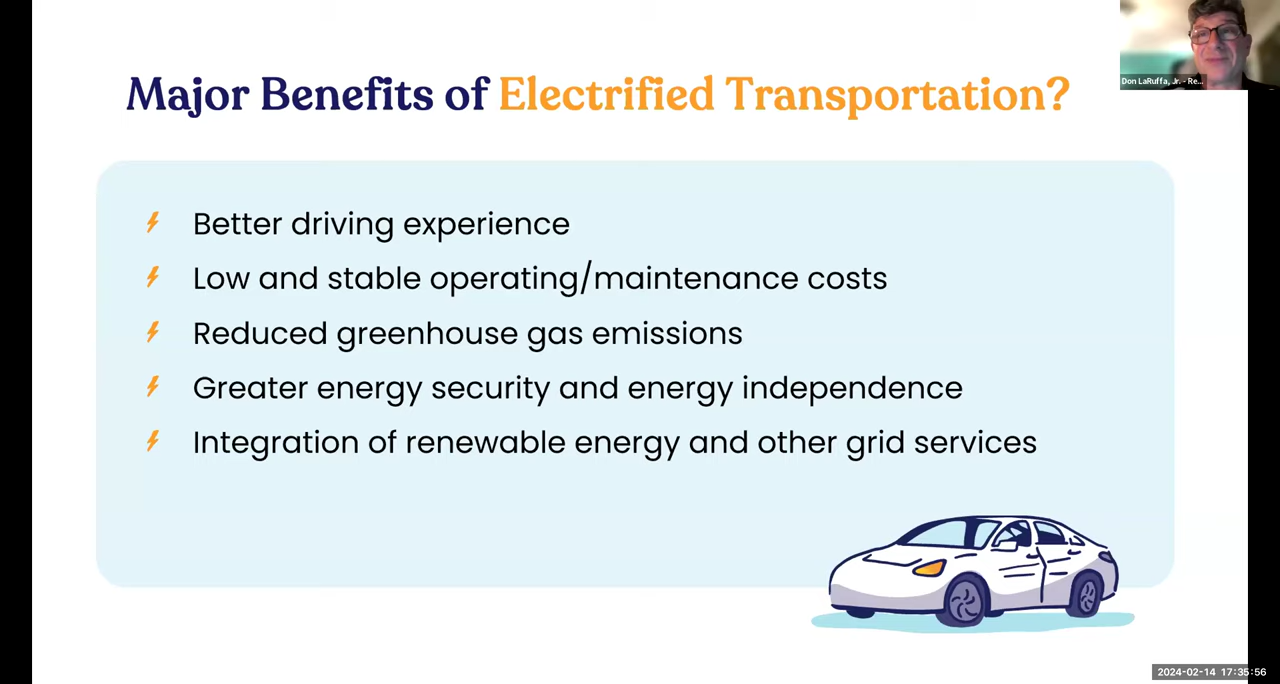 Major Benefits of Electrified Transportation?
Don LaRuffa, Jr. - Re...
Better driving experience
Low and stable operating/maintenance costs
Reduced greenhouse gas emissions
Greater energy security and energy independence
Integration of renewable energy and other grid services
2024-02-14 17:35:56